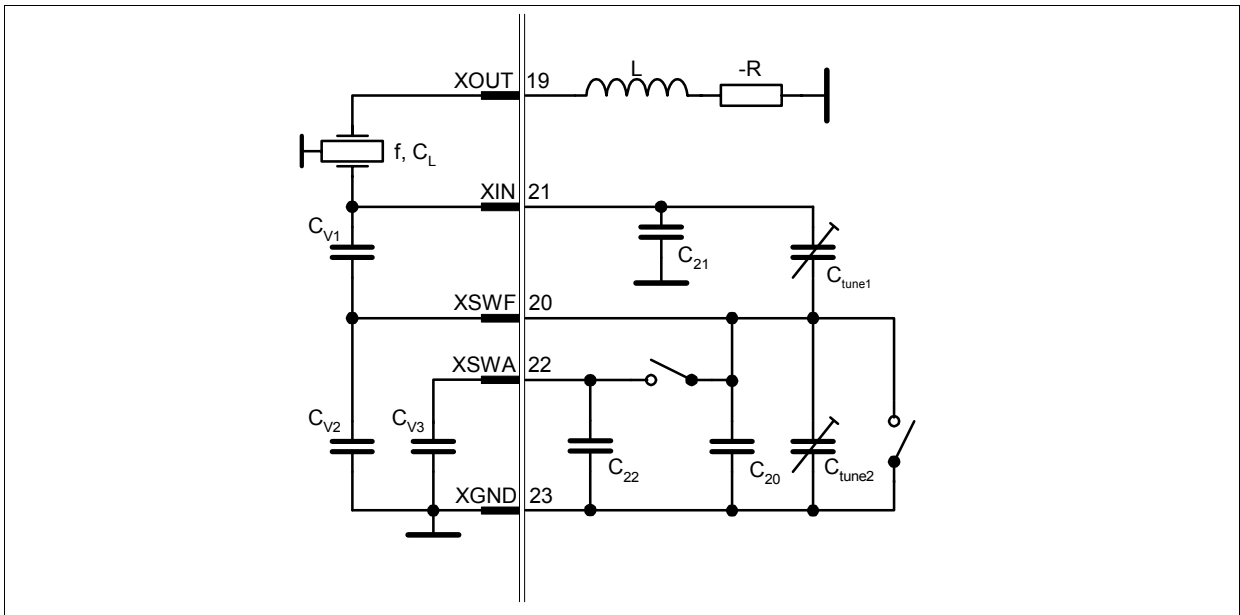 L
-R
XOUT 19
f, C_L
XIN 21
C_V1
C_21
C_tune1
XSWF 20
XSWA 22
C_V2
C_V3
C_22
C_20
C_tune2
XGND 23